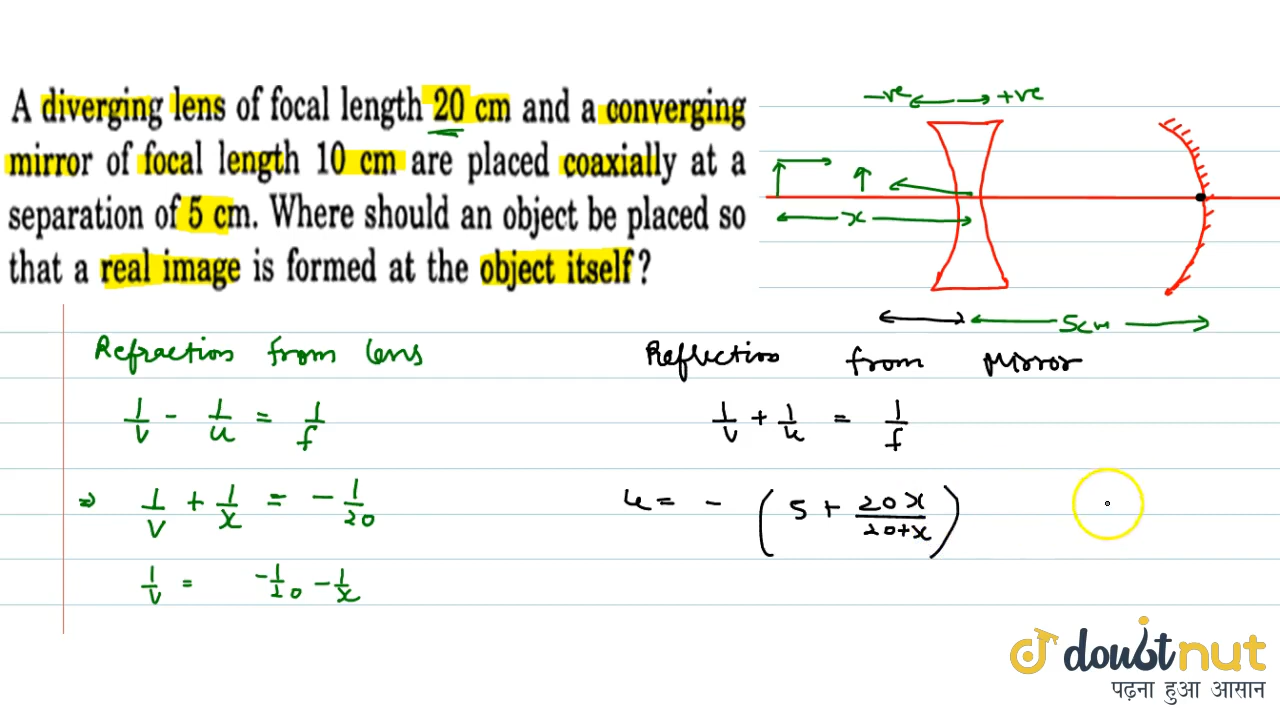 A diverging lens of focal length 20 cm and a converging
mirror of focal length 10 cm are placed coaxially at a
separation of 5 cm. Where should an object be placed so
that a real image is formed at the object itself?
-ve +ve
x
5cm
Refraction from lens
1/v - 1/u = 1/f
⇒ 1/v + 1/x = - 1/20
1/v = -1/20 - 1/x
Reflection from Mirror
1/v + 1/u = 1/f
u = - (5 + 20x/20+x)
doubtnut
पढ़ना हुआ आसान